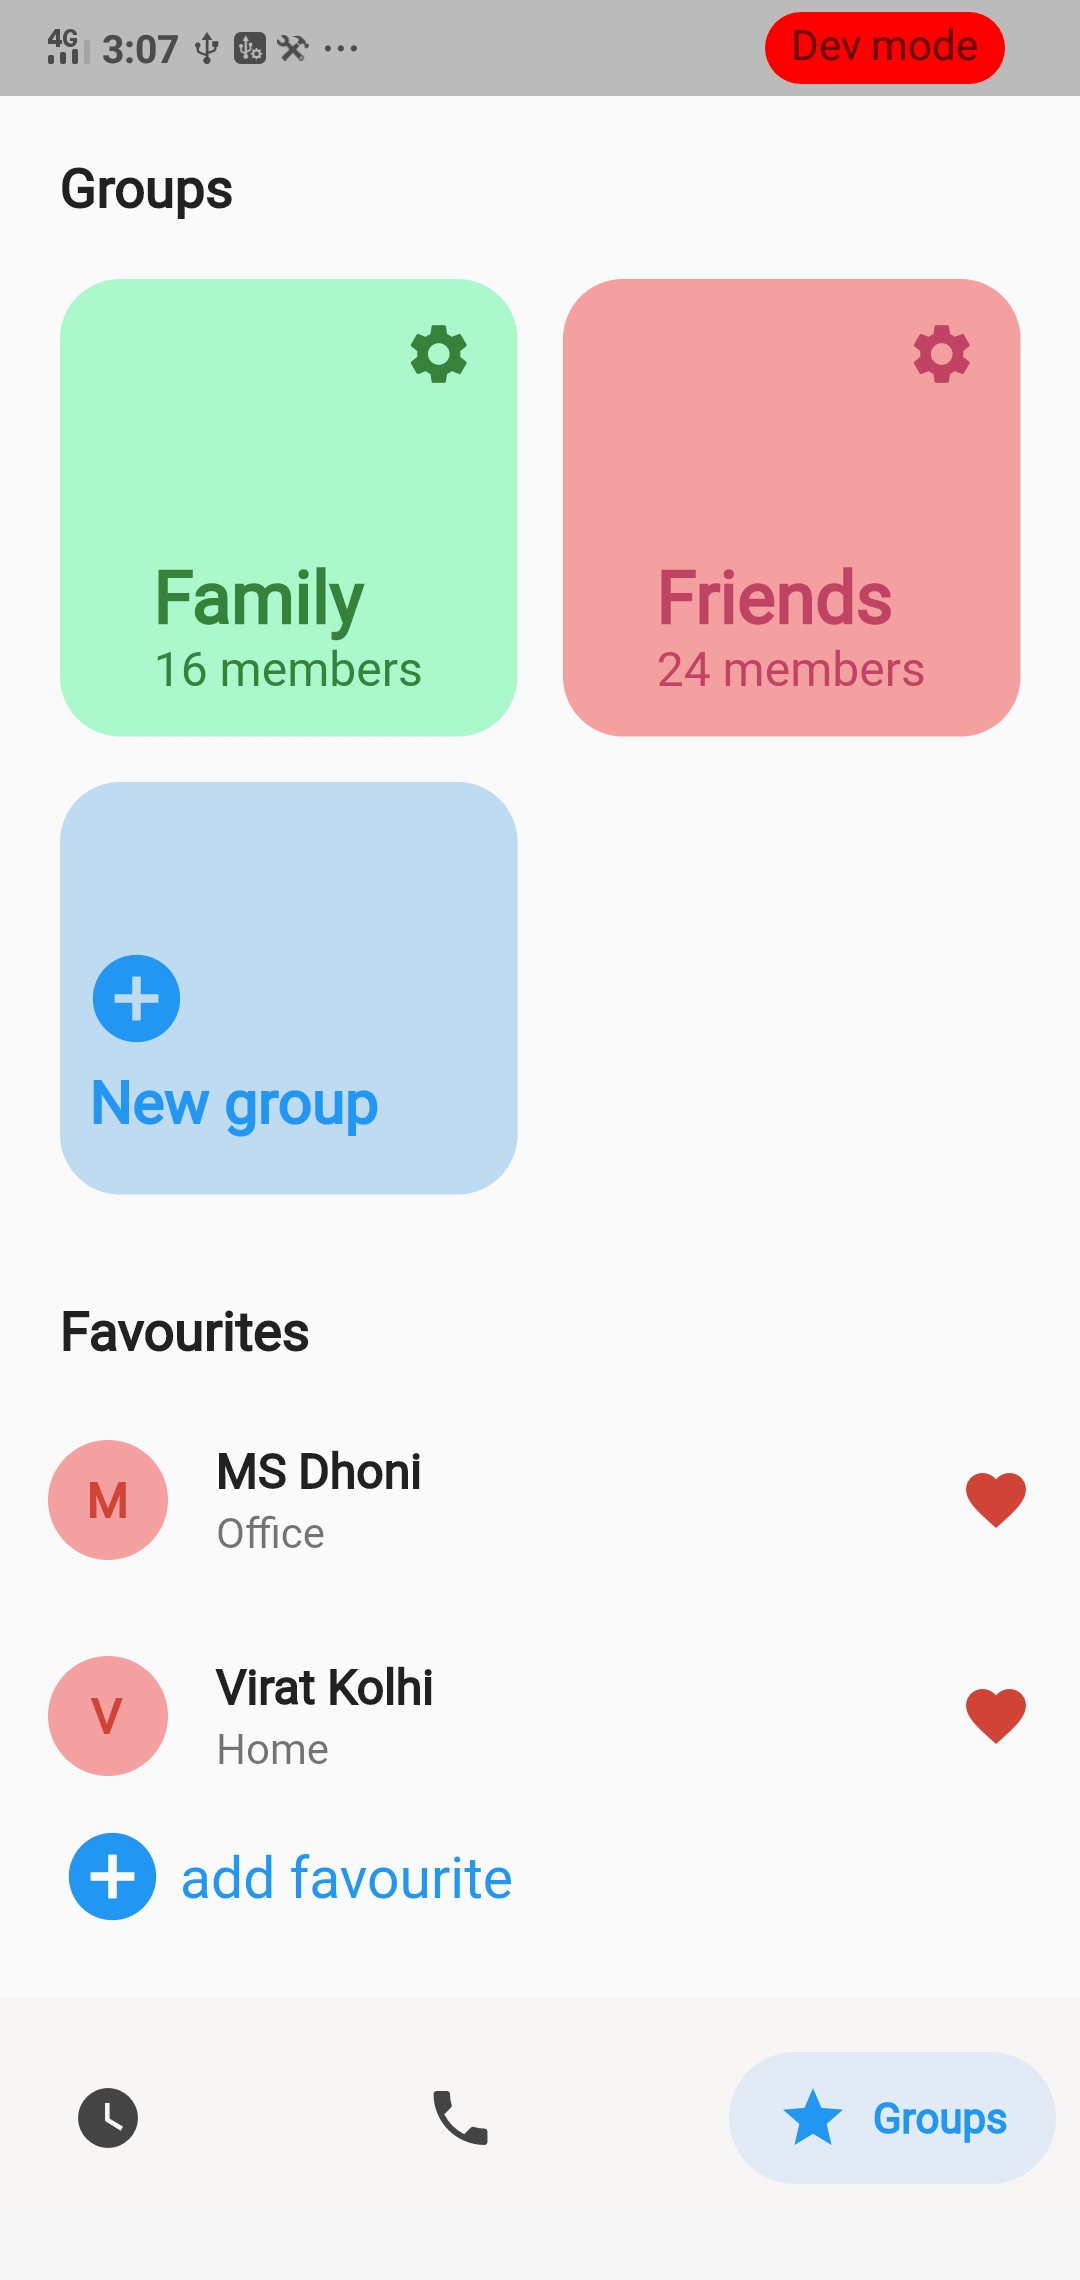 4G 3:07 Dev mode
Groups
Family
16 members
Friends
24 members
New group
Favourites
M
MS Dhoni
Office
V
Virat Kolhi
Home
add favourite
Groups